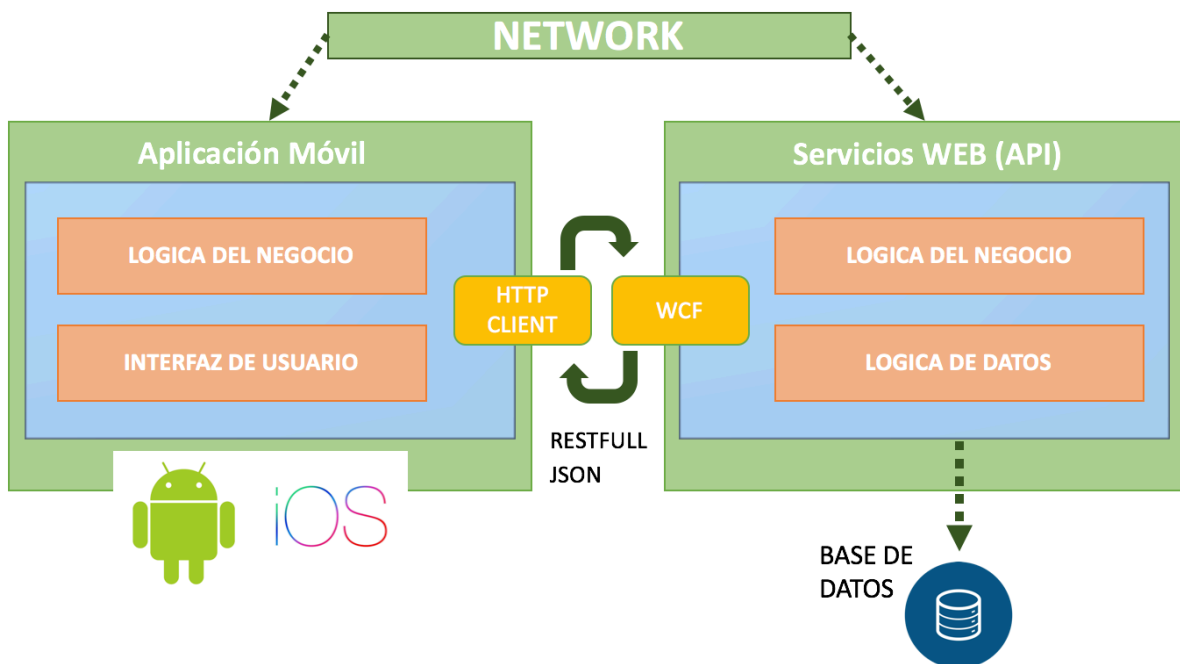 NETWORK
Aplicación Móvil
LOGICA DEL NEGOCIO
INTERFAZ DE USUARIO
HTTP
CLIENT
WCF
RESTFULL
JSON
Servicios WEB (API)
LOGICA DEL NEGOCIO
LOGICA DE DATOS
iOS
BASE DE
DATOS